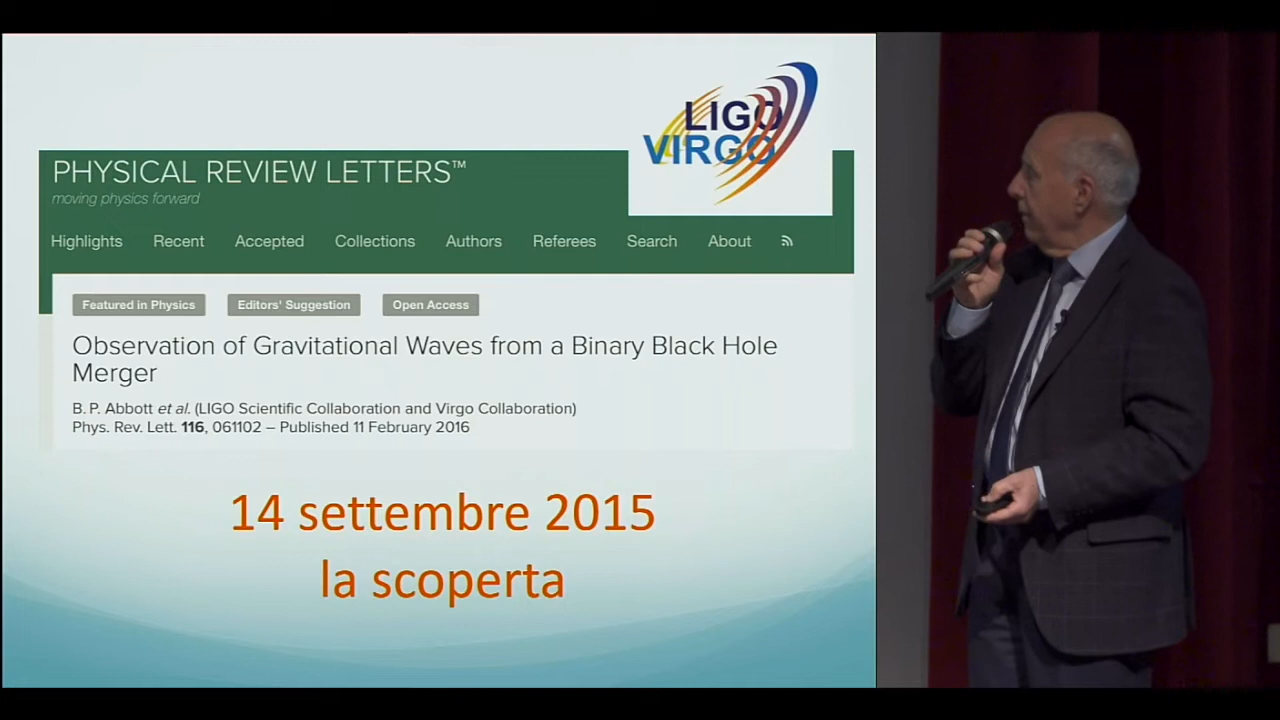 LIGO
VIRGO
PHYSICAL REVIEW LETTERS™
moving physics forward
Highlights Recent Accepted Collections Authors Referees Search About
Featured in Physics Editors' Suggestion Open Access
Observation of Gravitational Waves from a Binary Black Hole
Merger
B. P. Abbott et al. (LIGO Scientific Collaboration and Virgo Collaboration)
Phys. Rev. Lett. 116, 061102 – Published 11 February 2016
14 settembre 2015
la scoperta